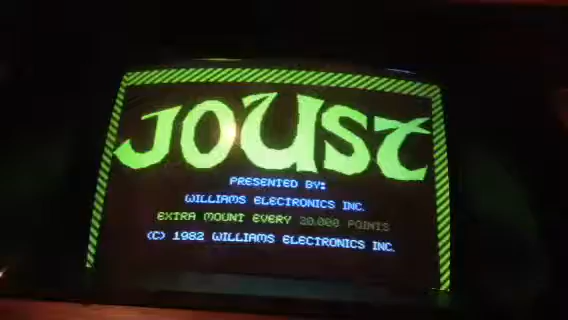 JOUST
PRESENTED BY:
WILLIAMS ELECTRONICS INC.
EXTRA MOUNT EVERY 20,000 POINTS
(C) 1982 WILLIAMS ELECTRONICS INC.